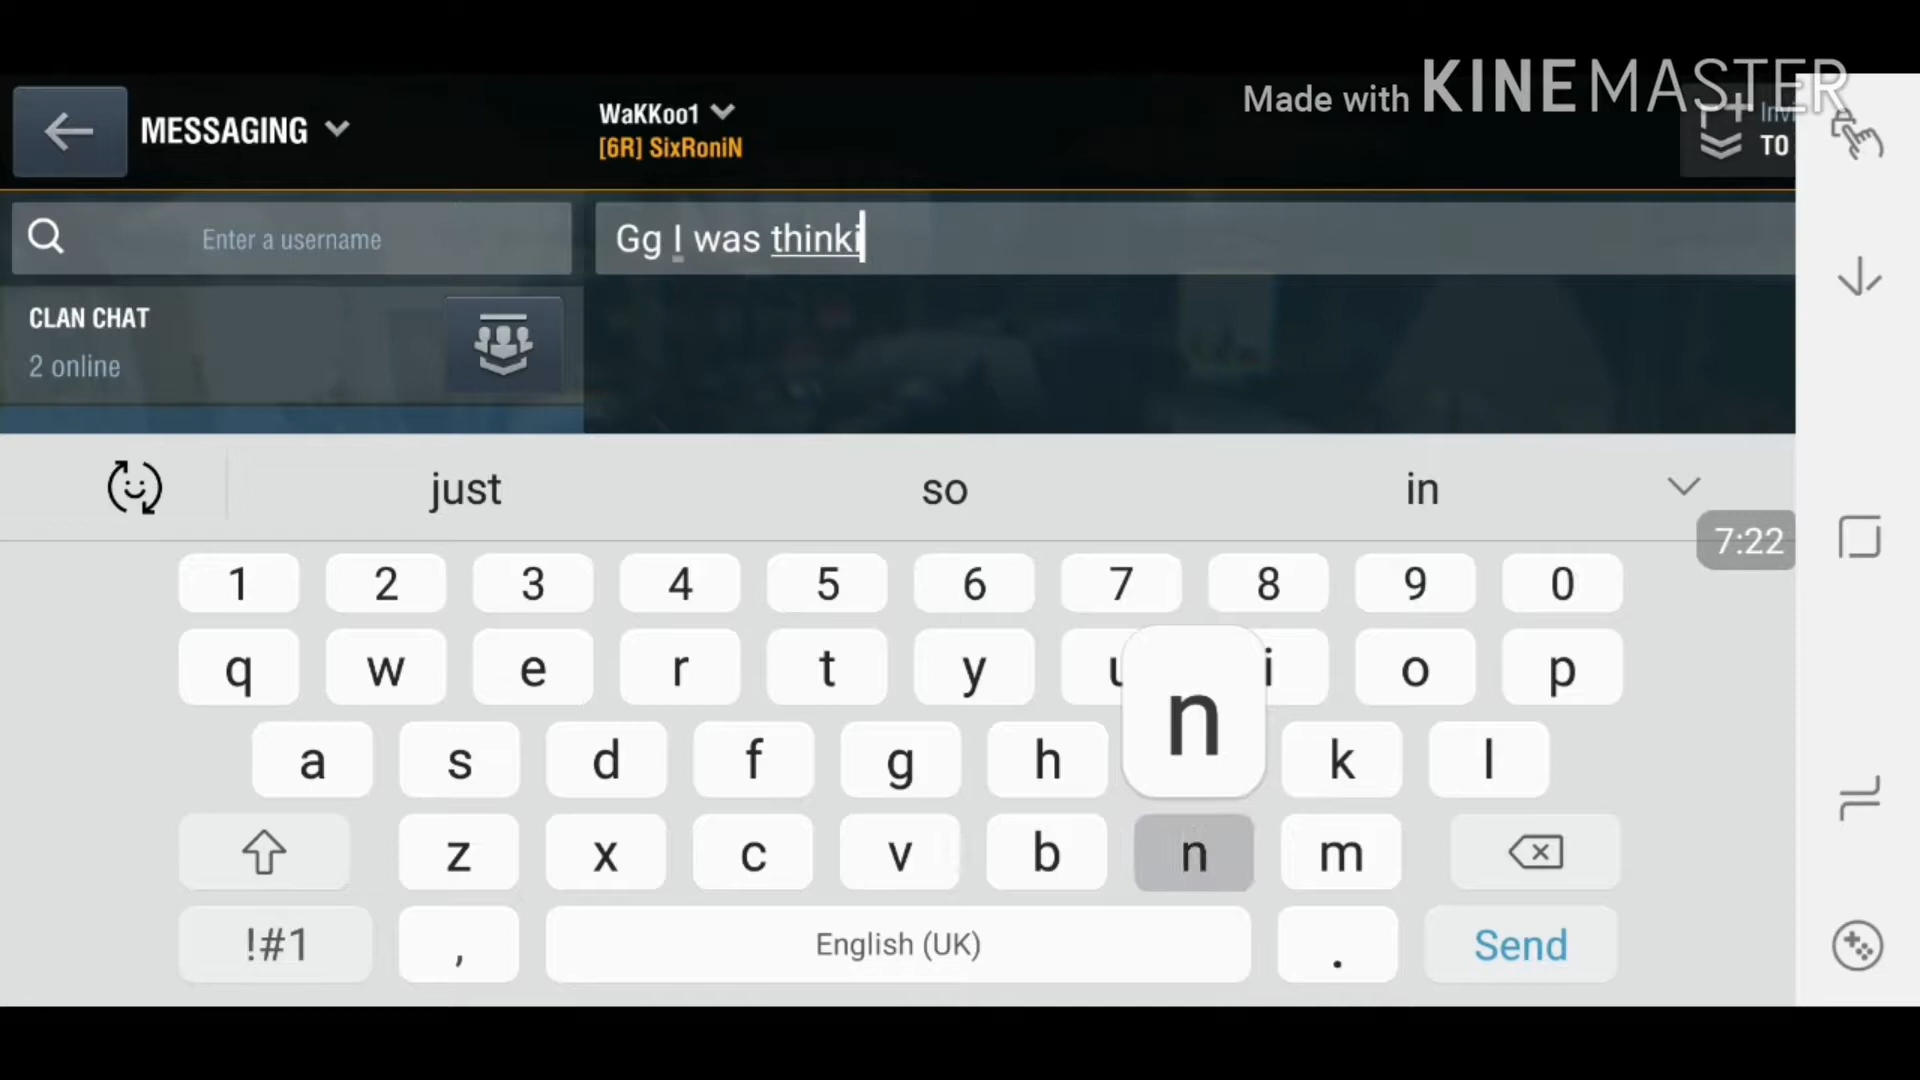 Made with KINEMASTER
MESSAGING
WaKKoo1
[6R] SixRoniN
TO
Enter a username
Gg I was thinki
CLAN CHAT
2 online
just so in
7:22
1 2 3 4 5 6 7 8 9 0
q w e r t y u i o p
n
a s d f g h k l
z x c v b n m
!#1 , English (UK) . Send